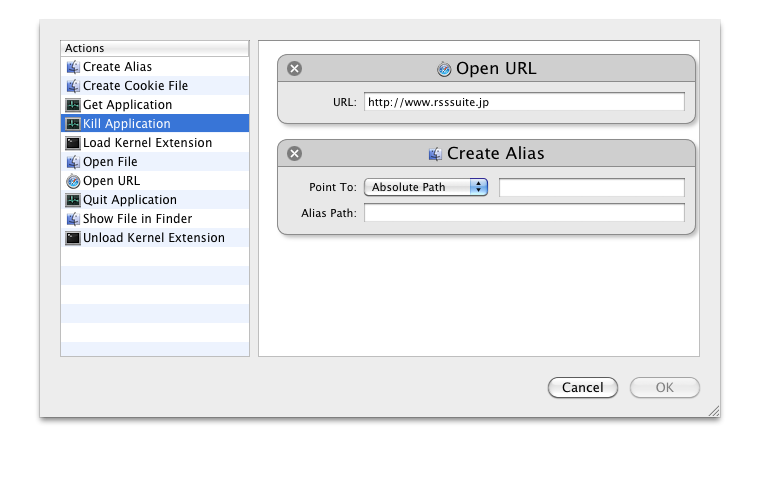 Actions
Create Alias
Create Cookie File
Get Application
Kill Application
Load Kernel Extension
Open File
Open URL
Quit Application
Show File in Finder
Unload Kernel Extension
Open URL
URL: http://www.rsssuite.jp
Create Alias
Point To: Absolute Path
Alias Path:
Cancel OK